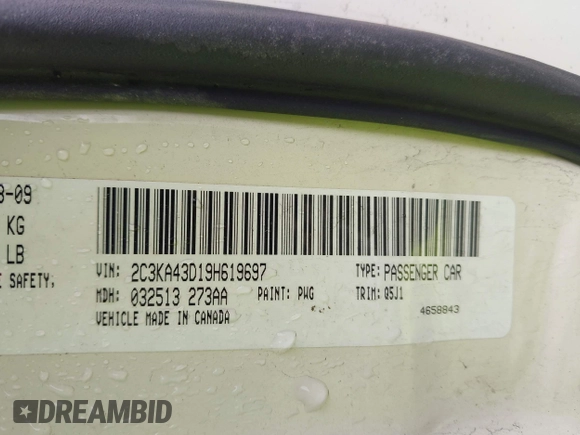 3-09
KG
LB
E SAFETY,
VIN: 2C3KA43D19H619697 TYPE: PASSENGER CAR
MDH: 032513 273AA PAINT: PWG TRIM: Q5J1
46S8843
VEHICLE MADE IN CANADA
DREAMBID